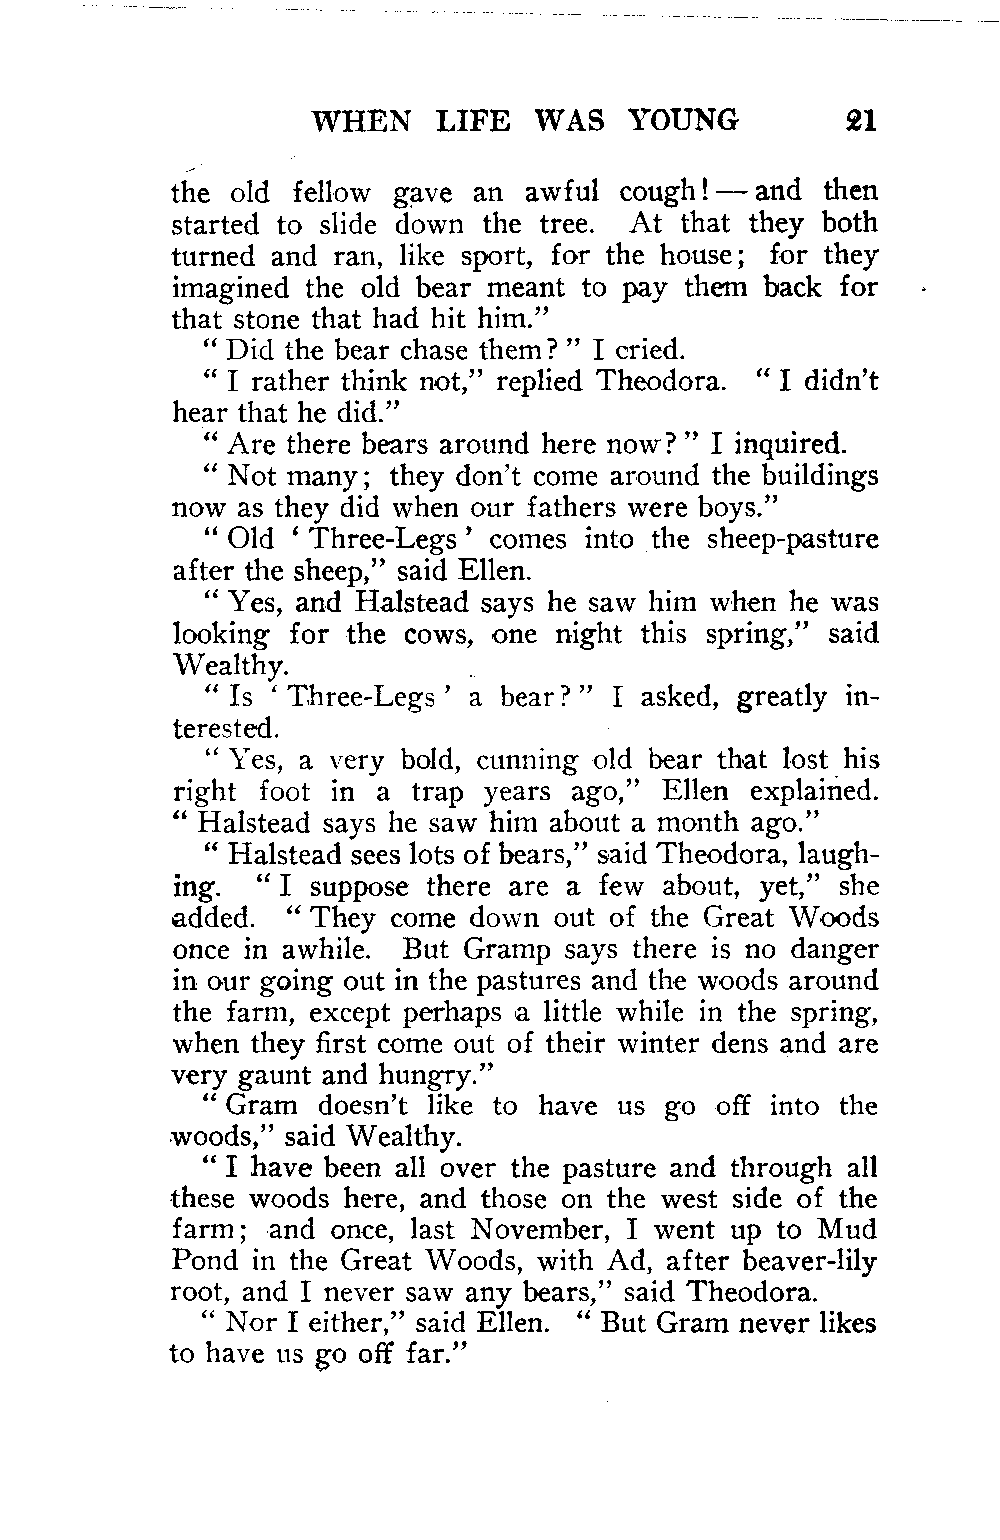 WHEN LIFE WAS YOUNG 21
the old fellow gave an awful cough! — and then
started to slide down the tree. At that they both
turned and ran, like sport, for the house; for they
imagined the old bear meant to pay them back for
that stone that had hit him.”
“ Did the bear chase them? ” I cried.
“ I rather think not,” replied Theodora. “ I didn’t
hear that he did.”
“ Are there bears around here now? ” I inquired.
“ Not many; they don’t come around the buildings
now as they did when our fathers were boys.”
“ Old ‘ Three-Legs ’ comes into the sheep-pasture
after the sheep,” said Ellen.
“ Yes, and Halstead says he saw him when he was
looking for the cows, one night this spring,” said
Wealthy.
“ Is ‘ Three-Legs ’ a bear? ” I asked, greatly in-
terested.
“ Yes, a very bold, cunning old bear that lost his
right foot in a trap years ago,” Ellen explained.
“ Halstead says he saw him about a month ago.”
“ Halstead sees lots of bears,” said Theodora, laugh-
ing. “ I suppose there are a few about, yet,” she
added. “ They come down out of the Great Woods
once in awhile. But Gramp says there is no danger
in our going out in the pastures and the woods around
the farm, except perhaps a little while in the spring,
when they first come out of their winter dens and are
very gaunt and hungry.”
“ Gram doesn’t like to have us go off into the
woods,” said Wealthy.
“ I have been all over the pasture and through all
these woods here, and those on the west side of the
farm; and once, last November, I went up to Mud
Pond in the Great Woods, with Ad, after beaver-lily
root, and I never saw any bears,” said Theodora.
“ Nor I either,” said Ellen. “ But Gram never likes
to have us go off far.”